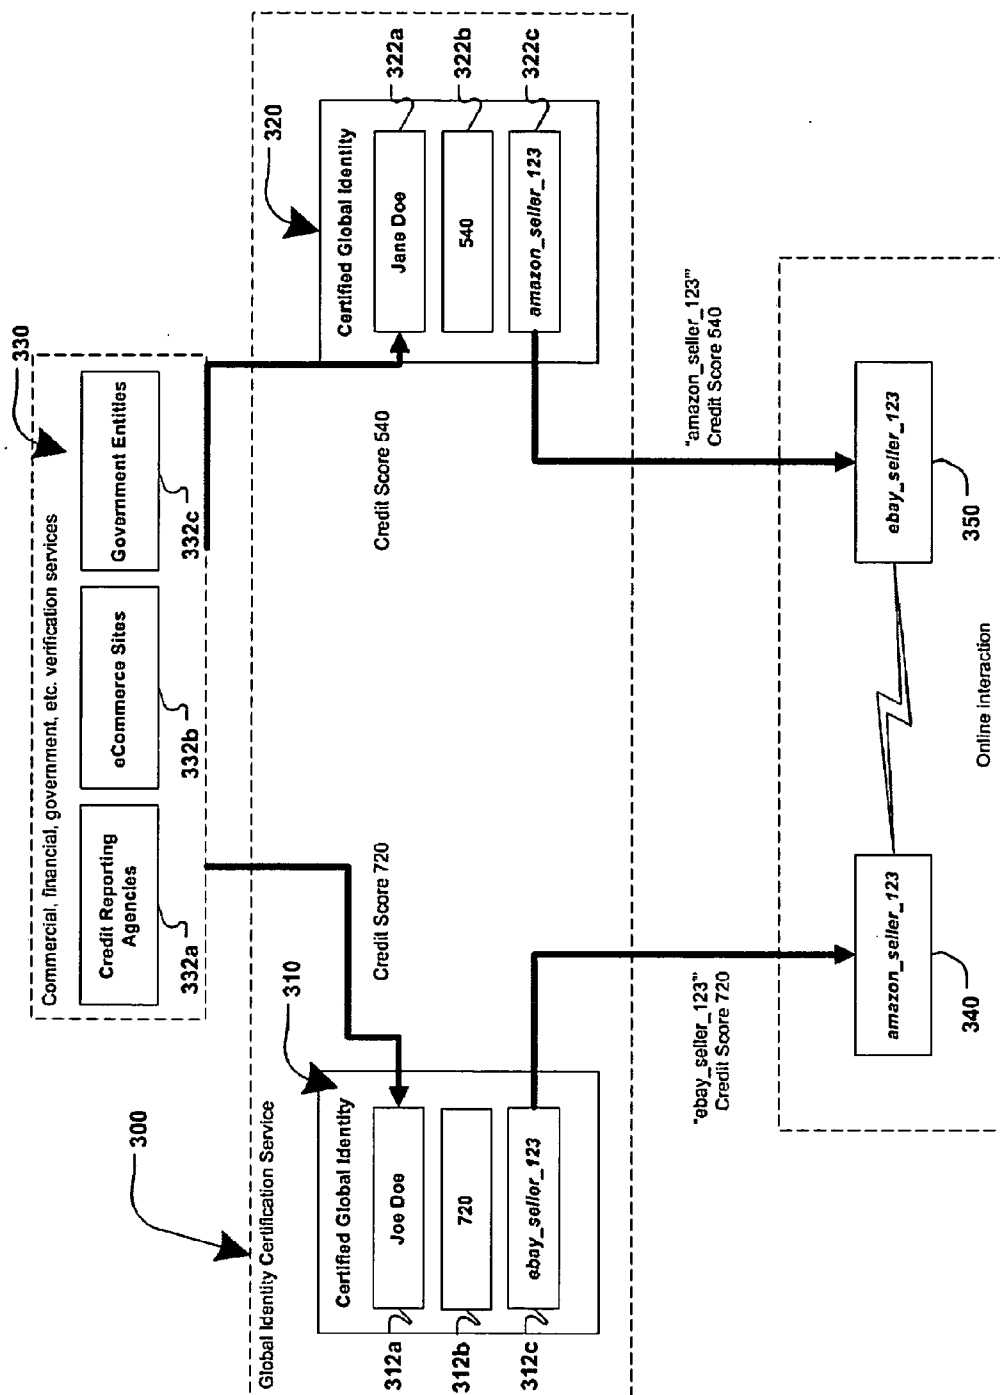 Commercial, financial, government, etc. verification services
330
Credit Reporting
Agencies
332a
eCommerce Sites
332b
Government Entities
332c
300
Global Identity Certification Service
310
Certified Global Identity
Joe Doe
312a
720
312b
ebay_seller_123
312c
Credit Score 720
Credit Score 540
320
Certified Global Identity
Jane Doe
322a
540
322b
amazon_seller_123
322c
"ebay_seller_123"'
Credit Score 720
"amazon_seller_123"'
Credit Score 540
amazon_seller_123
340
ebay_seller_123
350
Online Interaction